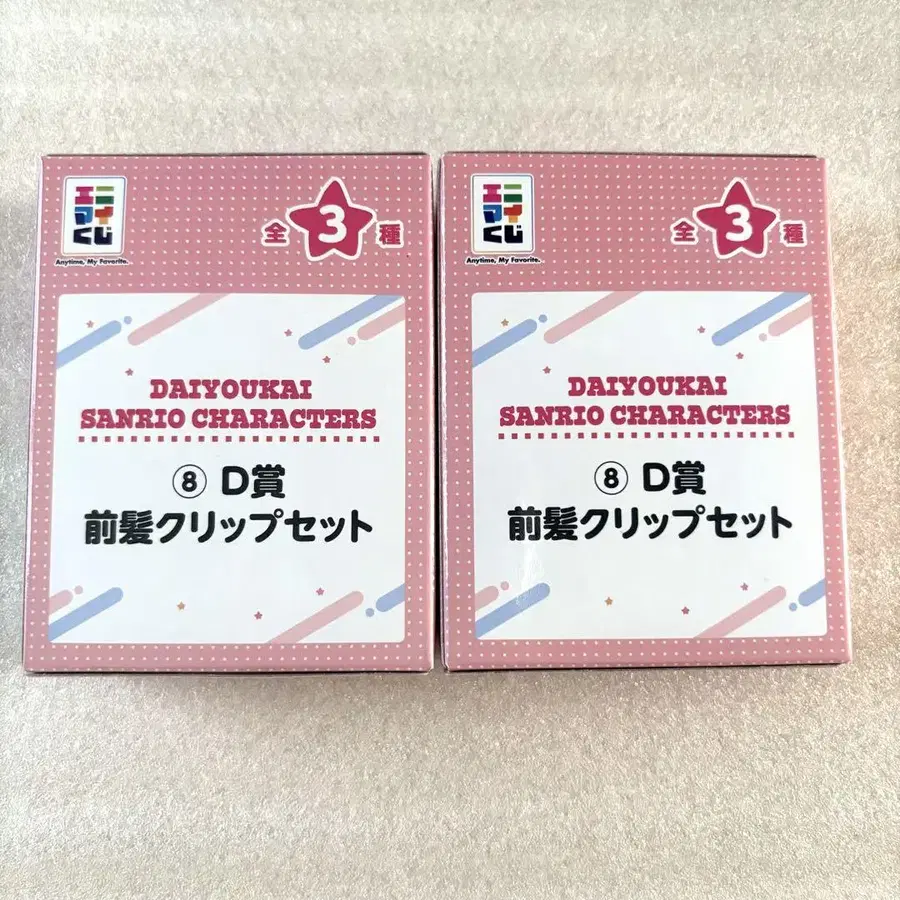 エニマイくじ
Anytime, My Favorite.
全3種
DAIYOUKAI
SANRIO CHARACTERS
⑧ D賞
前髪クリップセット
エニマイくじ
Anytime, My Favorite.
全3種
DAIYOUKAI
SANRIO CHARACTERS
⑧ D賞
前髪クリップセット